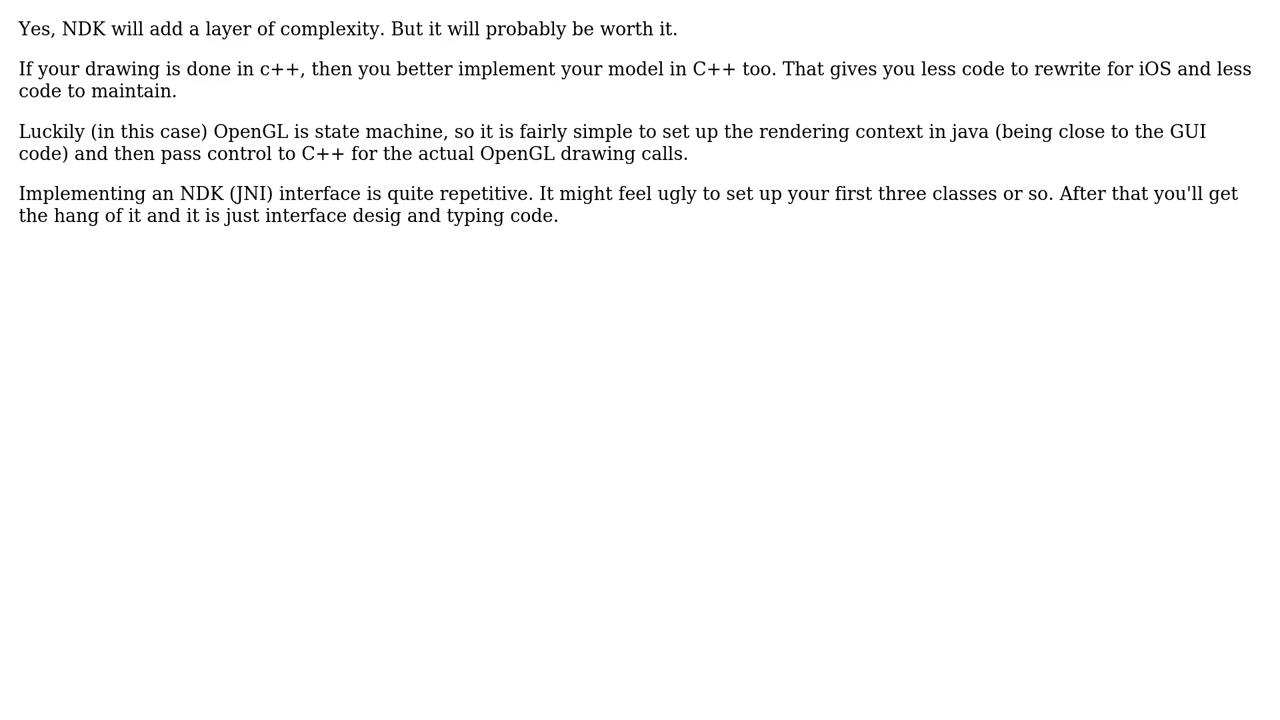 Yes, NDK will add a layer of complexity. But it will probably be worth it.
If your drawing is done in c++, then you better implement your model in C++ too. That gives you less code to rewrite for iOS and less
code to maintain.
Luckily (in this case) OpenGL is state machine, so it is fairly simple to set up the rendering context in java (being close to the GUI
code) and then pass control to C++ for the actual OpenGL drawing calls.
Implementing an NDK (JNI) interface is quite repetitive. It might feel ugly to set up your first three classes or so. After that you'll get
the hang of it and it is just interface desig and typing code.